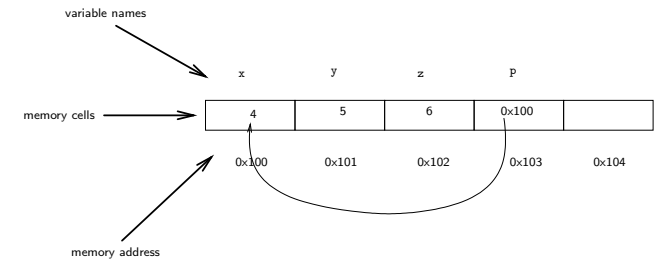 variable names
x y z p
memory cells 4 5 6 0x100
0x100 0x101 0x102 0x103 0x104
memory address